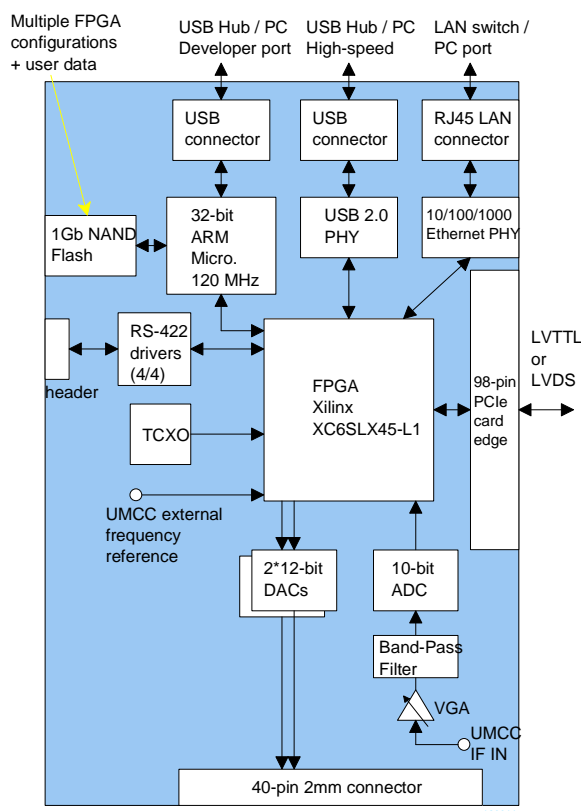 Multiple FPGA
configurations
+ user data
USB Hub / PC
Developer port
USB Hub / PC
High-speed
LAN switch /
PC port
USB
connector
USB
connector
RJ45 LAN
connector
1Gb NAND
Flash
32-bit
ARM
Micro.
120 MHz
USB 2.0
PHY
10/100/1000
Ethernet PHY
RS-422
drivers
(4/4)
header
FPGA
Xilinx
XC6SLX45-L1
98-pin
PCIe
card
edge
LVTTL
or
LVDS
TCXO
UMCC external
frequency
reference
2*12-bit
DACs
10-bit
ADC
Band-Pass
Filter
VGA
UMCC
IF IN
40-pin 2mm connector